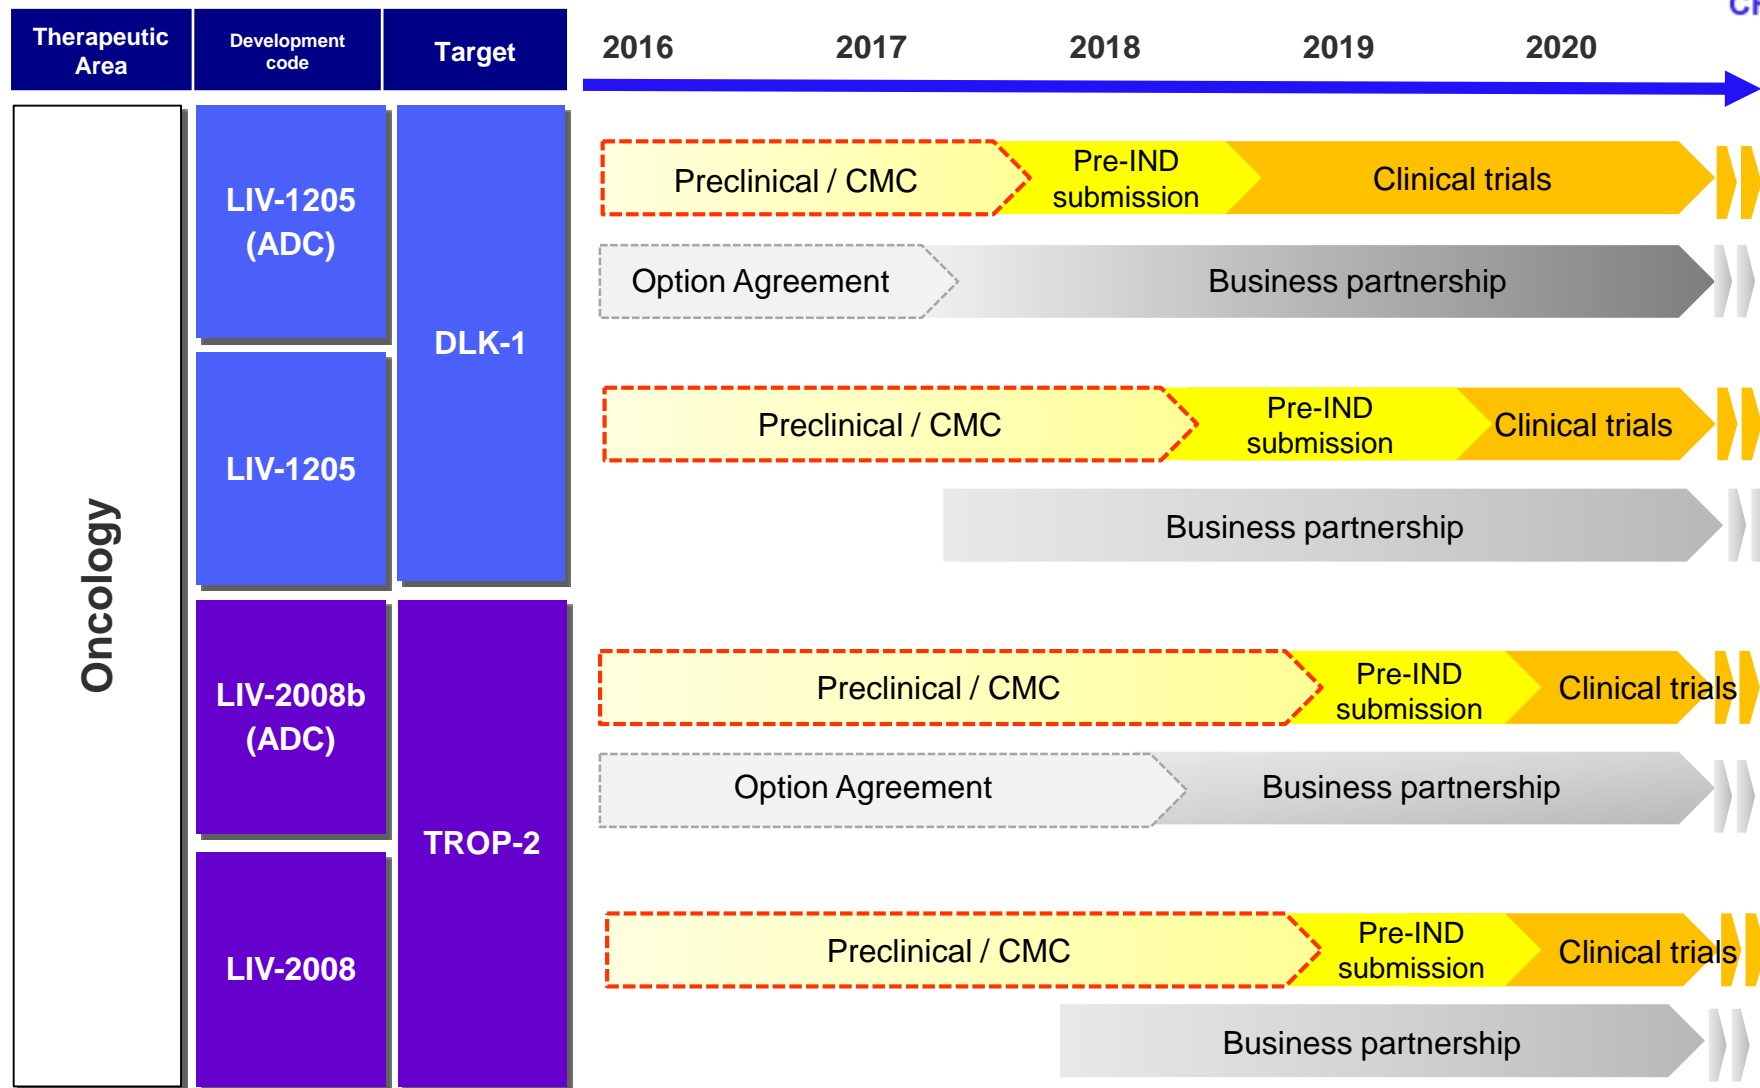 Therapeutic
Area
Development
code
Target
2016
2017
2018
2019
2020
Oncology
LIV-1205
(ADC)
DLK-1
Preclinical / CMC
Pre-IND
submission
Clinical trials
Option Agreement
Business partnership
LIV-1205
Preclinical / CMC
Pre-IND
submission
Clinical trials
Business partnership
LIV-2008b
(ADC)
TROP-2
Preclinical / CMC
Pre-IND
submission
Clinical trials
Option Agreement
Business partnership
LIV-2008
Preclinical / CMC
Pre-IND
submission
Clinical trials
Business partnership